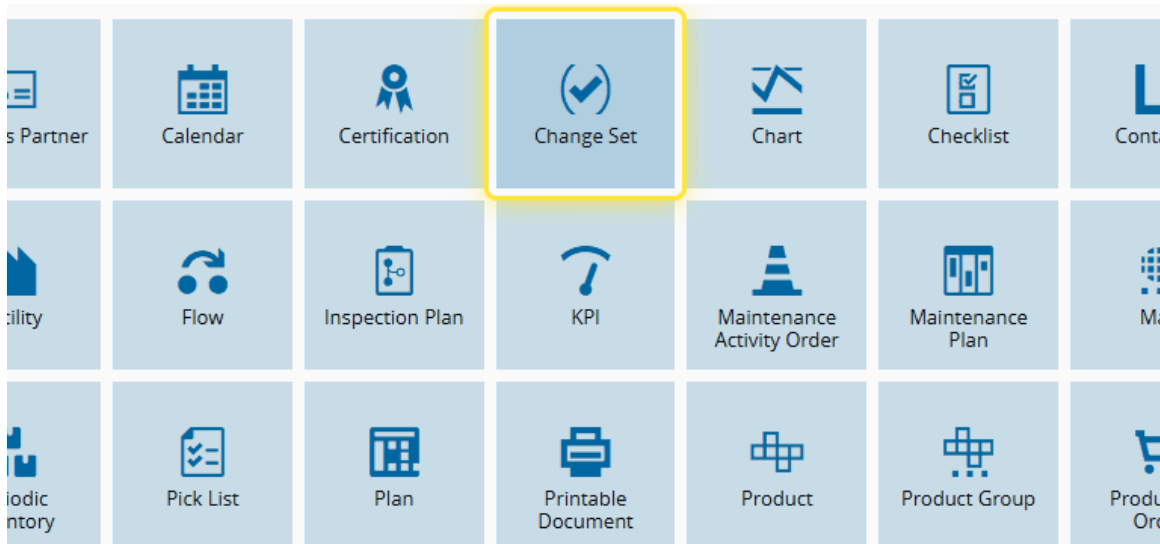 s Partner
Calendar
Certification
Change Set
Chart
Checklist
Conta
ility
Flow
Inspection Plan
KPI
Maintenance
Activity Order
Maintenance
Plan
Ma
iodic
ntory
Pick List
Plan
Printable
Document
Product
Product Group
Produ
Ord